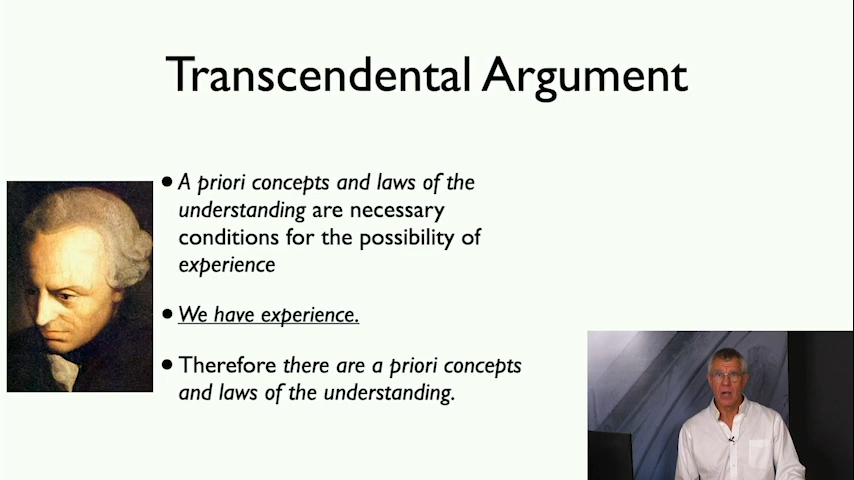 Transcendental Argument
• A priori concepts and laws of the
understanding are necessary
conditions for the possibility of
experience
• We have experience.
• Therefore there are a priori concepts
and laws of the understanding.